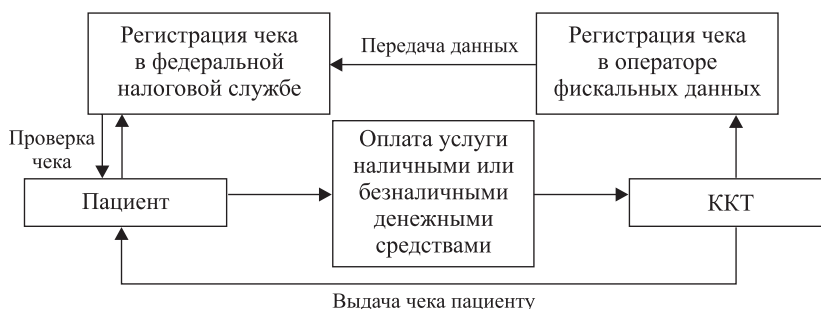 Регистрация чека
в федеральной
налоговой службе
Передача данных
Регистрация чека
в операторе
фискальных данных
Проверка
чека
Оплата услуги
наличными или
безналичными
денежными
средствами
Пациент
ККТ
Выдача чека пациенту